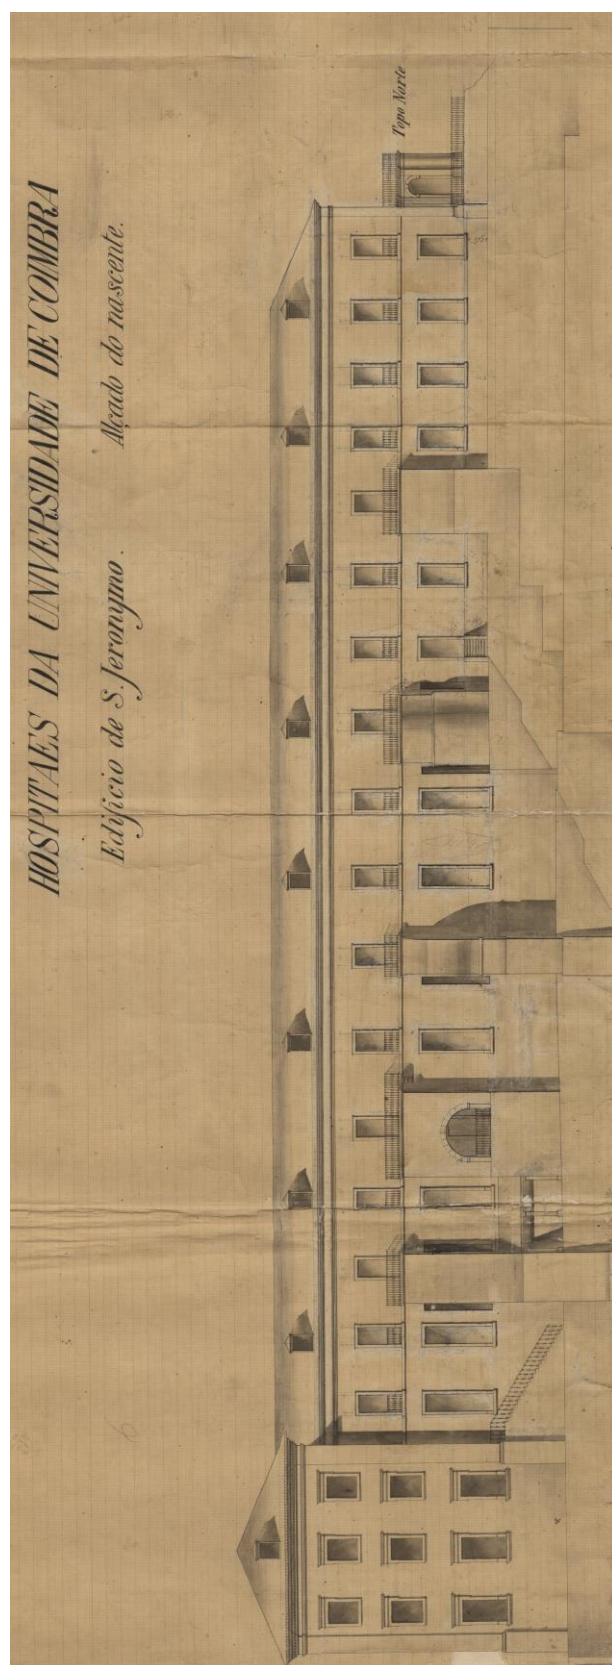 HOSPITAES DA UNIVERSIDADE DE COIMBRA
Edificio de S. Jeronymo. Alçado do nascente.
Topo Norte